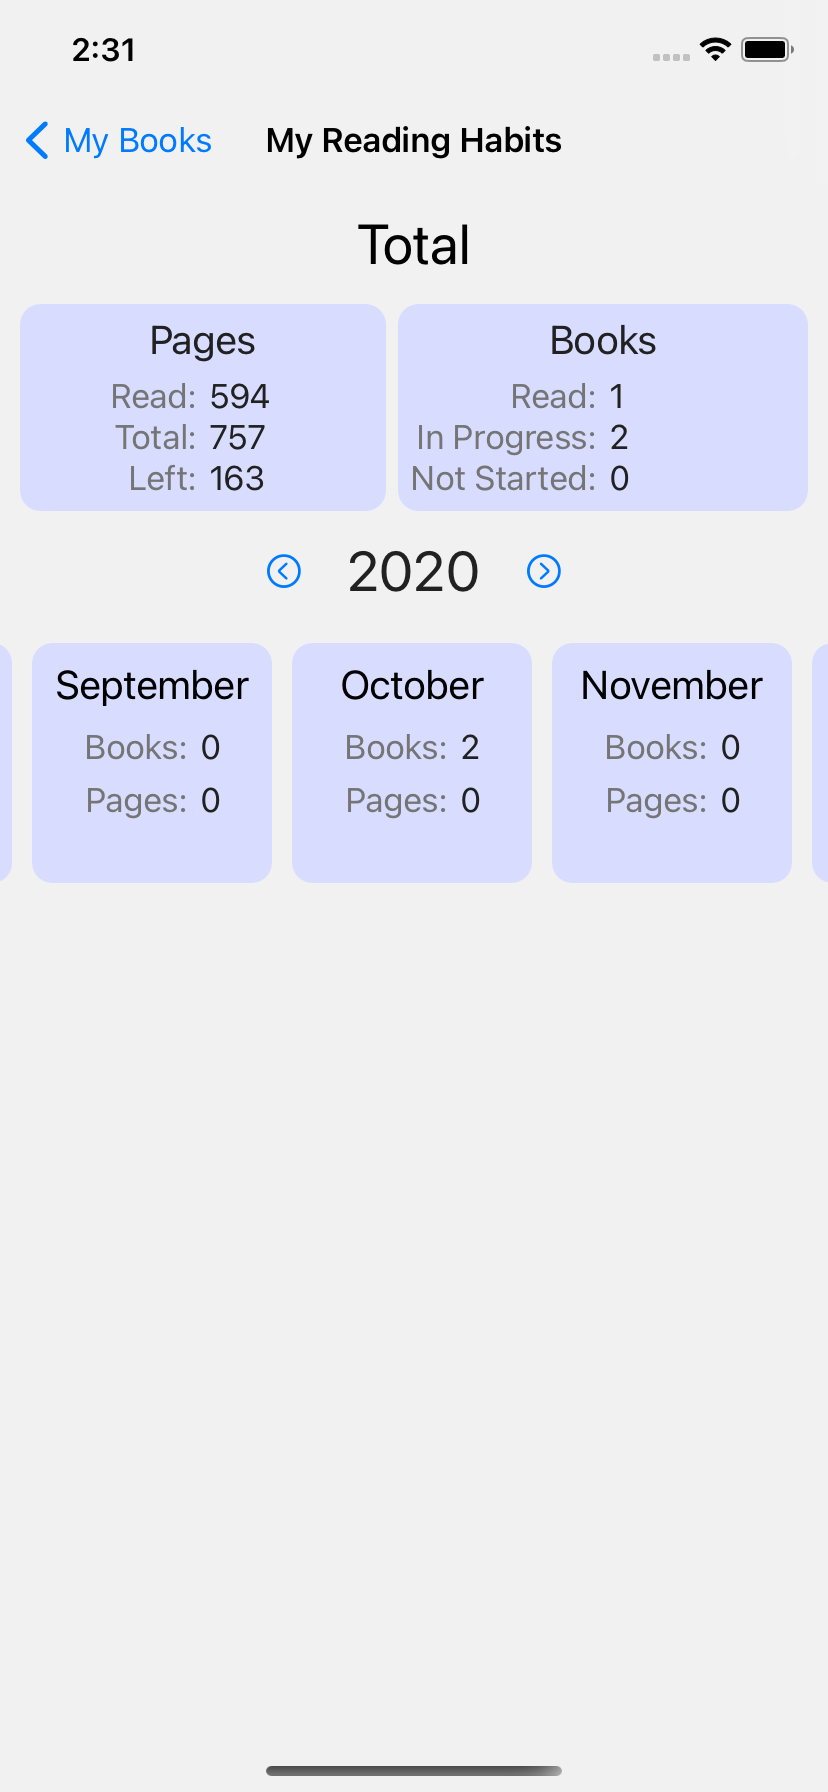 2:31
My Books My Reading Habits
Total
Pages
Read: 594
Total: 757
Left: 163
Books
Read: 1
In Progress: 2
Not Started: 0
2020
September
Books: 0
Pages: 0
October
Books: 2
Pages: 0
November
Books: 0
Pages: 0